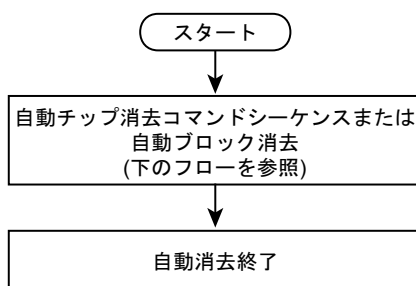 スタート
自動チップ消去コマンドシーケンスまたは
自動ブロック消去
(下のフローを参照)
自動消去終了